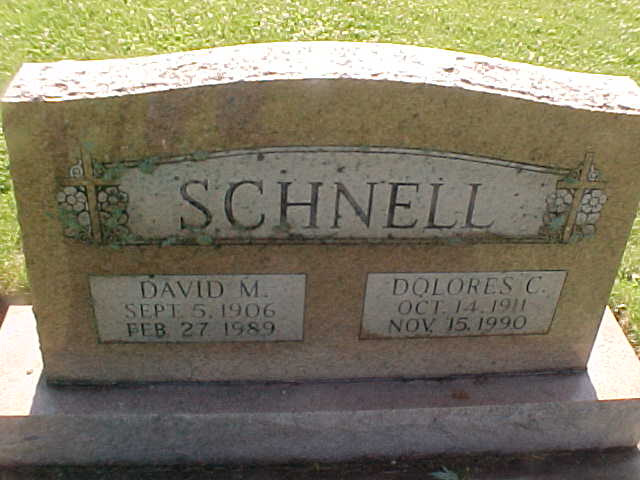 SCHNELL
DAVID M.
SEPT. 5, 1906
FEB. 27 1989
DOLORES C.
OCT. 14, 1911
NOV. 15, 1990